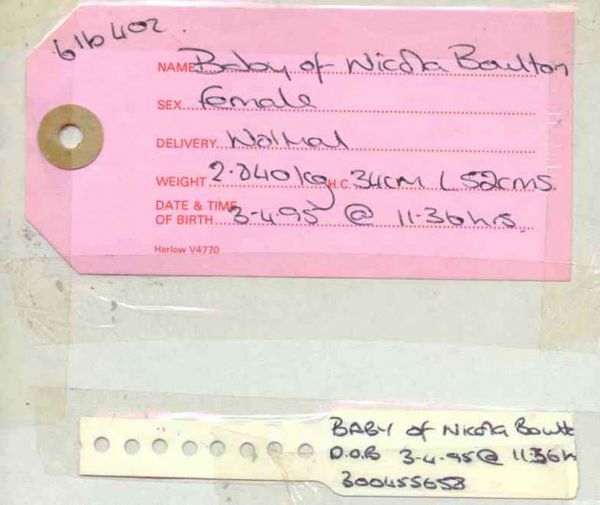 616402
NAME Baby of Nicola Boulton
SEX female
DELIVERY Normal
WEIGHT 2.840kg H.C. 34cm L 52cms.
DATE & TIME
OF BIRTH 3-4-95 @ 11.36hrs.
Harlow V4770
BABY of Nicola Boulto
D.O.B 3-4-95@ 11.36h
300455658